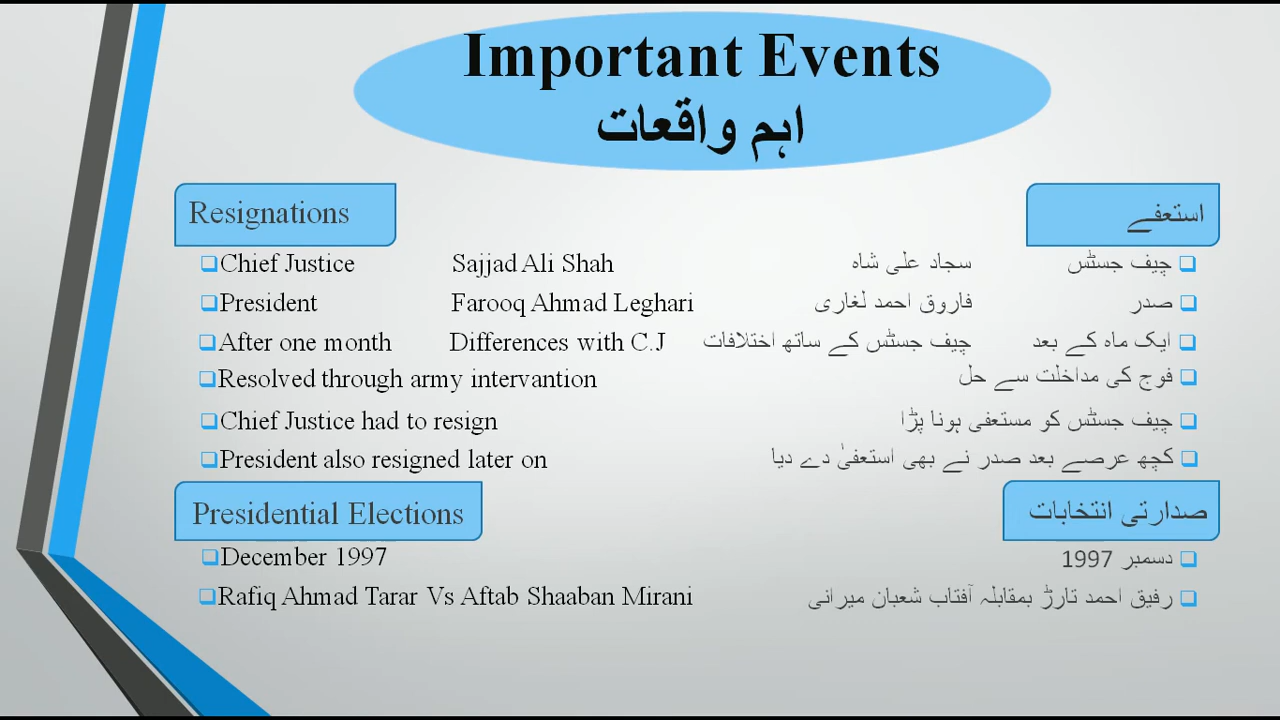 Important Events
اہم واقعات
Resignations استعفے
Chief Justice Sajjad Ali Shah سجاد علی شاہ چیف جسٹس
President Farooq Ahmad Leghari فاروق احمد لغاری صدر
After one month Differences with C.J چیف جسٹس کے ساتھ اختلافات ایک ماہ کے بعد
Resolved through army intervantion فوج کی مداخلت سے حل
Chief Justice had to resign چیف جسٹس کو مستعفی ہونا پڑا
President also resigned later on کچھ عرصے بعد صدر نے بھی استعفیٰ دے دیا
Presidential Elections صدارتی انتخابات
December 1997 دسمبر 1997
Rafiq Ahmad Tarar Vs Aftab Shaaban Mirani رفیق احمد تارڑ بمقابلہ آفتاب شعبان میرانی